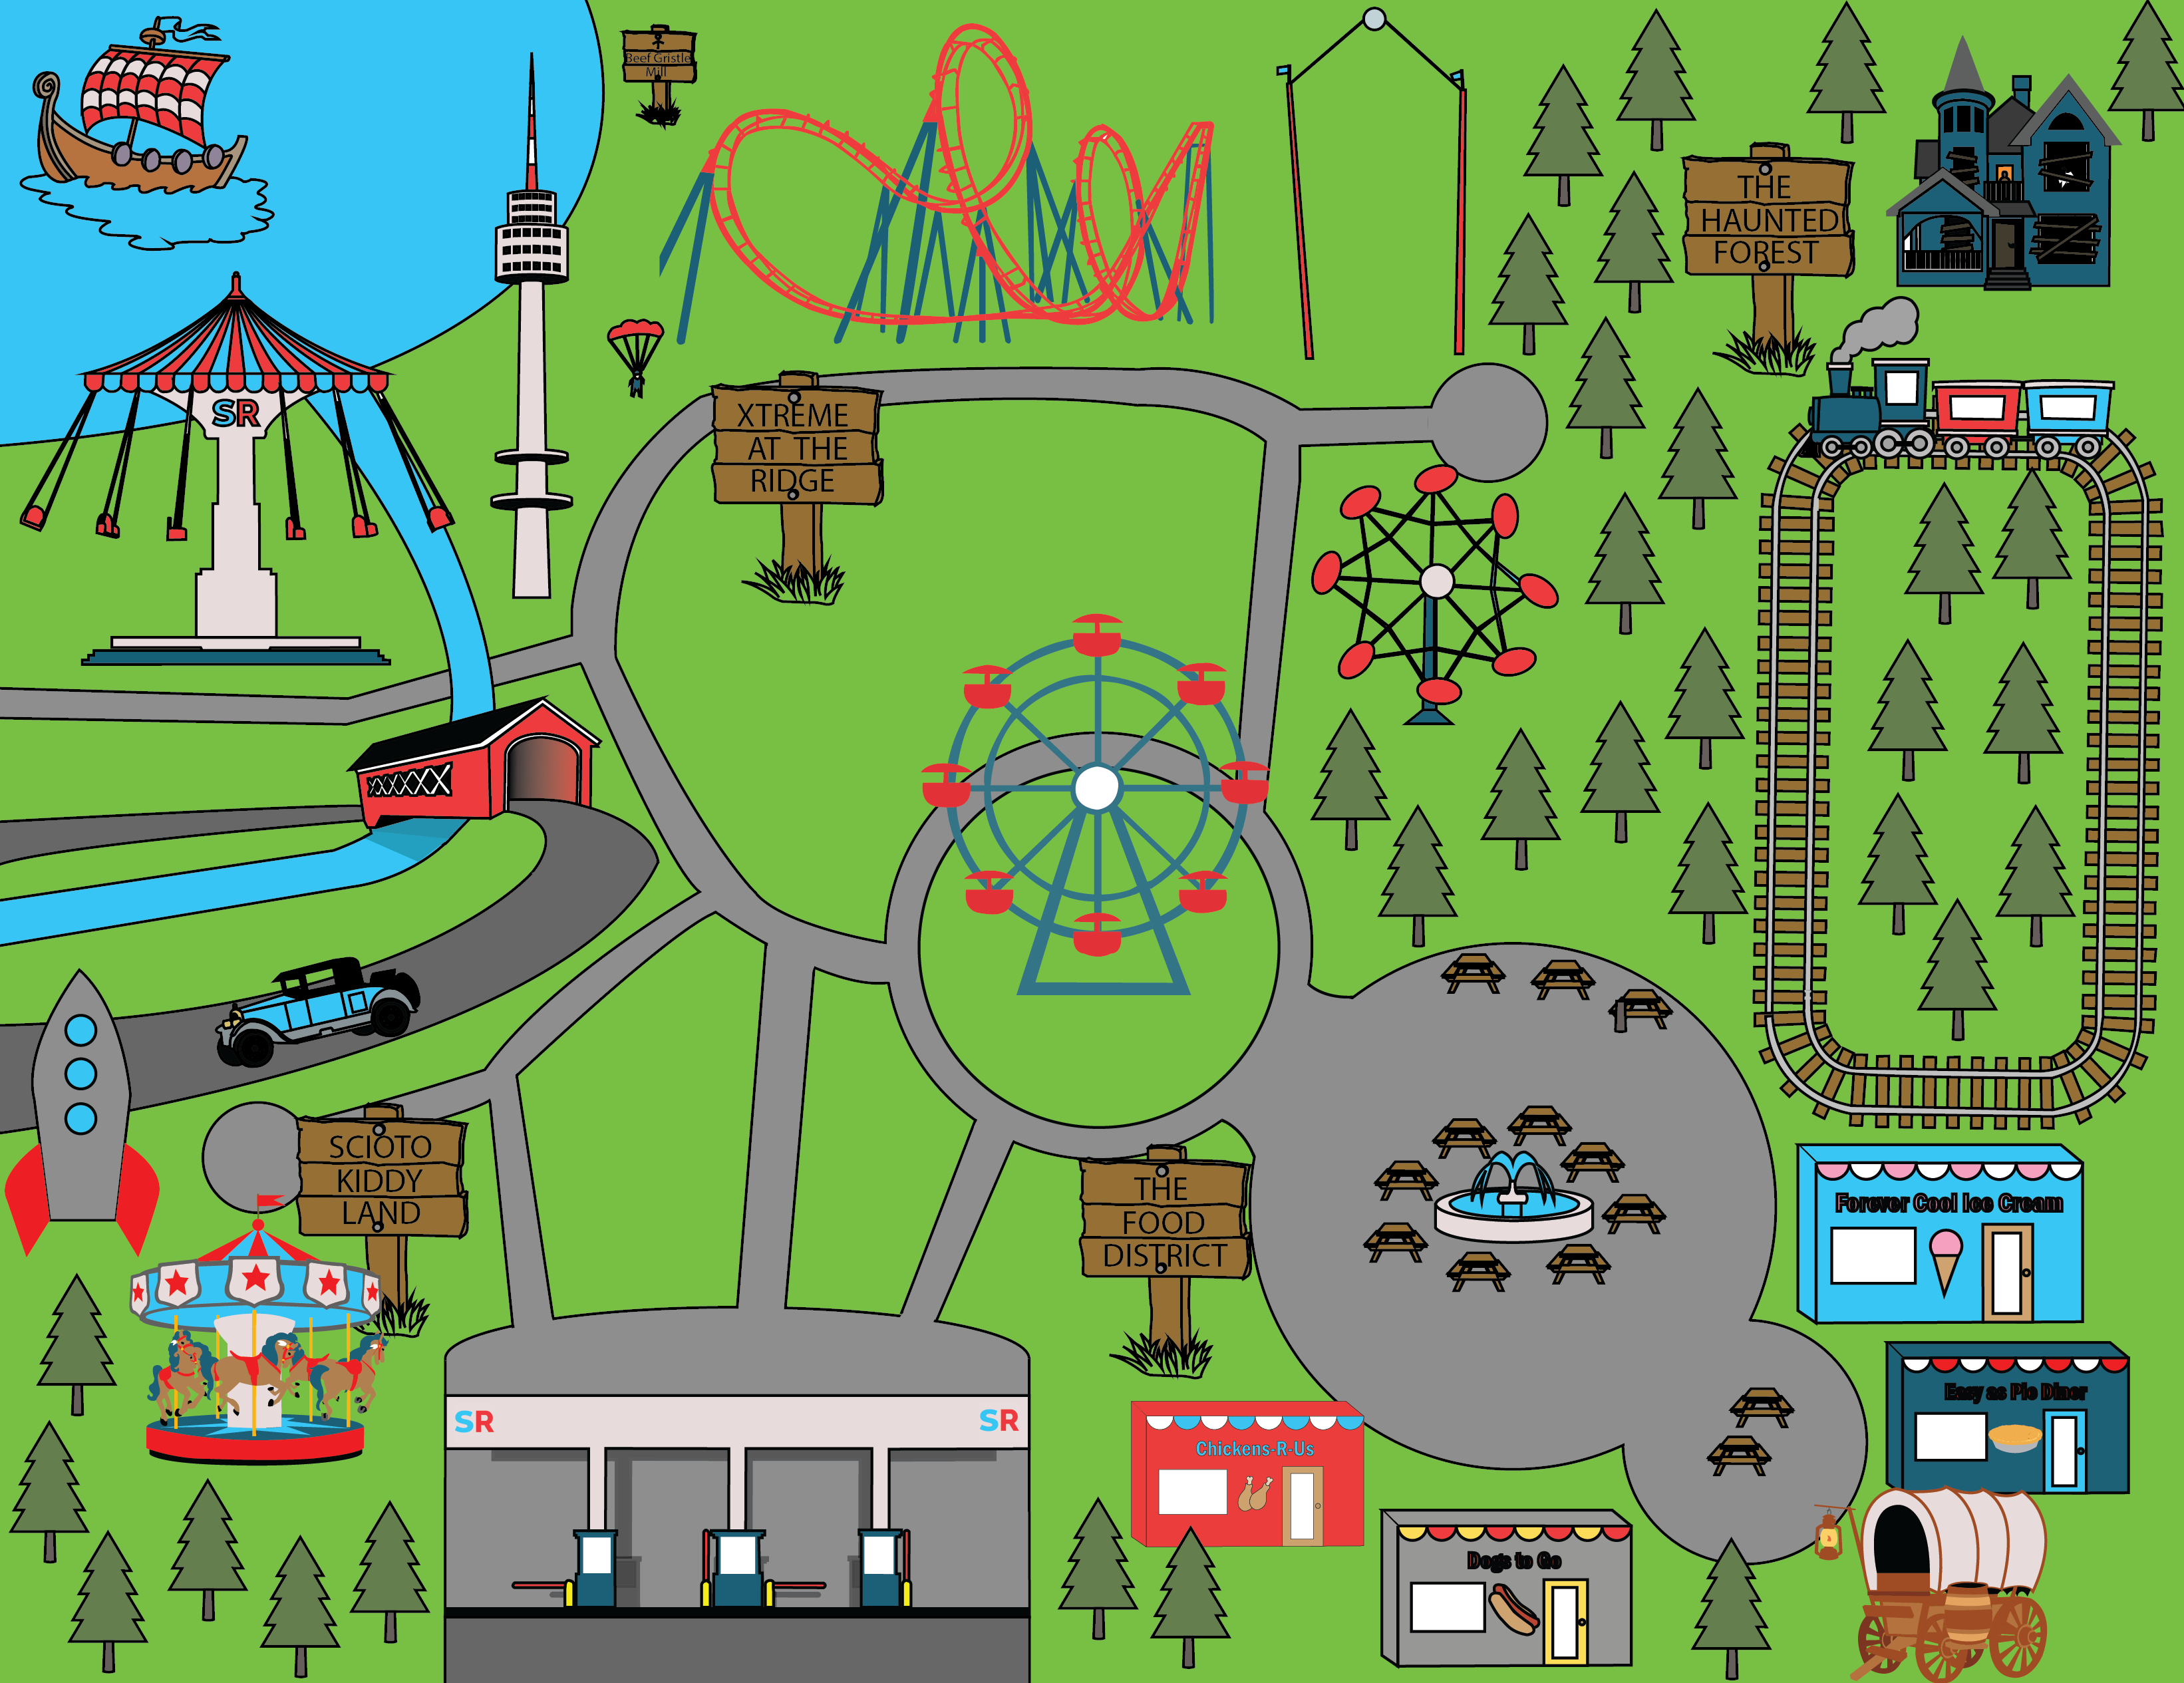 Beef Gristle
Mill
THE
HAUNTED
FOREST
SR
XTREME
AT THE
RIDGE
SCIOTO
KIDDY
LAND
THE
FOOD
DISTRICT
Forever Cool Ice Cream
Easy as Pie Diner
SR
SR
Chickens-R-Us
Dogs to Go